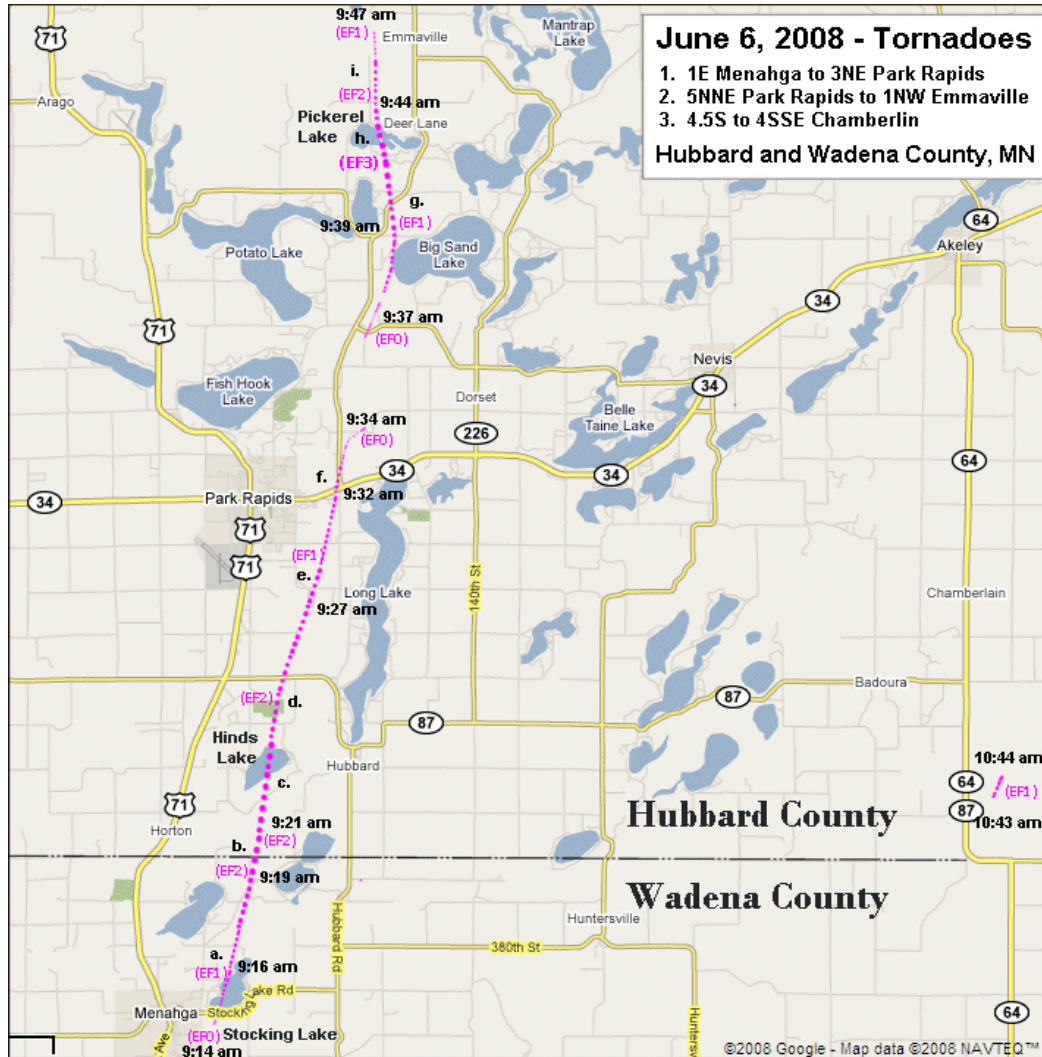 9:47 am
(EF1)
Emmaville
Mantrap
Lake
71
June 6, 2008 - Tornadoes
1. 1E Menahga to 3NE Park Rapids
2. 5NNE Park Rapids to 1NW Emmaville
3. 4.5S to 4SSE Chamberlin
Hubbard and Wadena County, MN
i.
(EF2)
Arago
9:44 am
Pickerel
Lake
Deer Lane
h.
(EF3)
g.
(EF1)
9:39 am
64
Akeley
Potato Lake
Big Sand
Lake
34
9:37 am
(EF0)
71
Nevis
34
Fish Hook
Lake
Dorset
Belle
Taine Lake
9:34 am
(EF0)
226
64
f.
34
34
34
Park Rapids
9:32 am
71
(EF1)
71
e.
Long Lake
140th St
Chamberlain
9:27 am
Badoura
(EF2)
d.
87
87
Hinds
Lake
Hubbard
10:44 am
c.
64
(EF1)
71
87
10:43 am
Horton
9:21 am
(EF2)
Hubbard County
b.
(EF2)
9:19 am
Wadena County
Hubbard Rd
Huntersville
380th St
a.
(EF1)
9:16 am
Lake Rd
Menahga
Stock
ng L
64
(EF0)
Stocking Lake
9:14 am
Ave
Huntersv
©2008 Google - Map data ©2008 NAVTEQ™